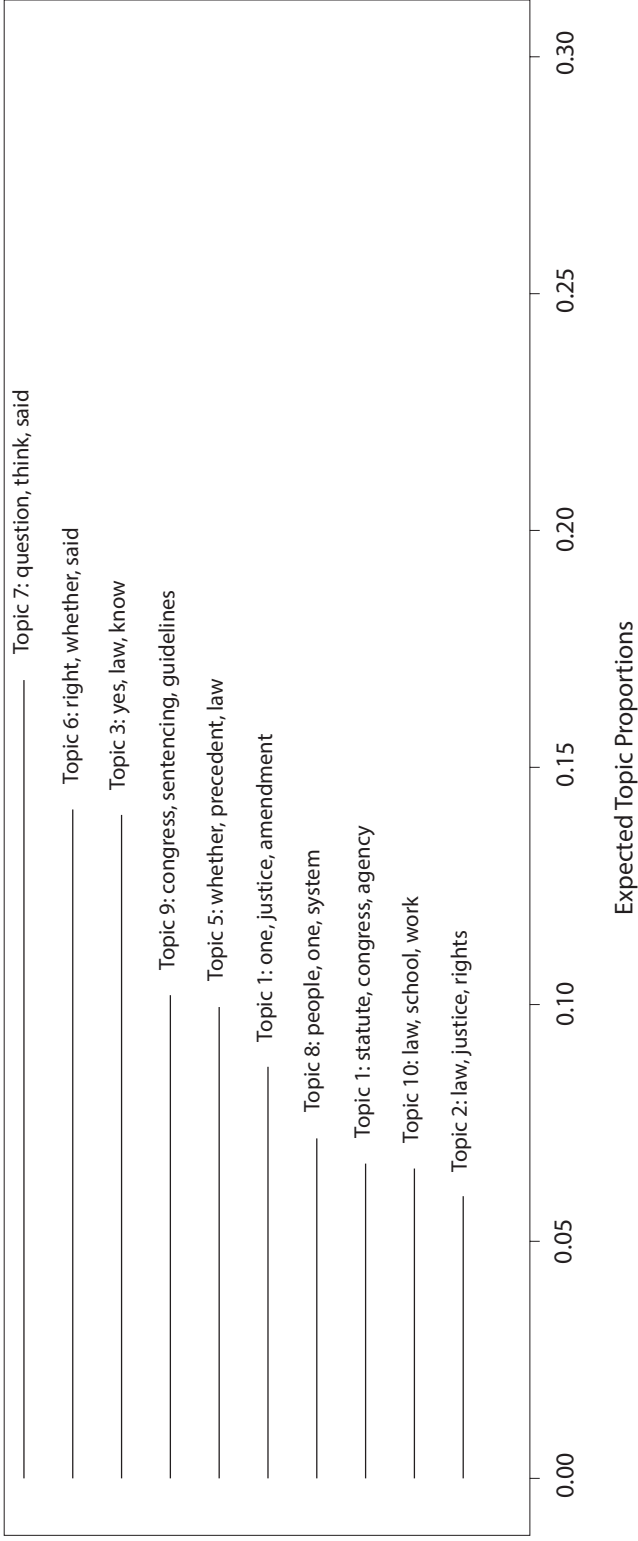 Topic 7: question, think, said
Topic 6: right, whether, said
Topic 3: yes, law, know
Topic 9: congress, sentencing, guidelines
Topic 5: whether, precedent, law
Topic 1: one, justice, amendment
Topic 8: people, one, system
Topic 1: statute, congress, agency
Topic 10: law, school, work
Topic 2: law, justice, rights
0.00 0.05 0.10 0.15 0.20 0.25 0.30
Expected Topic Proportions